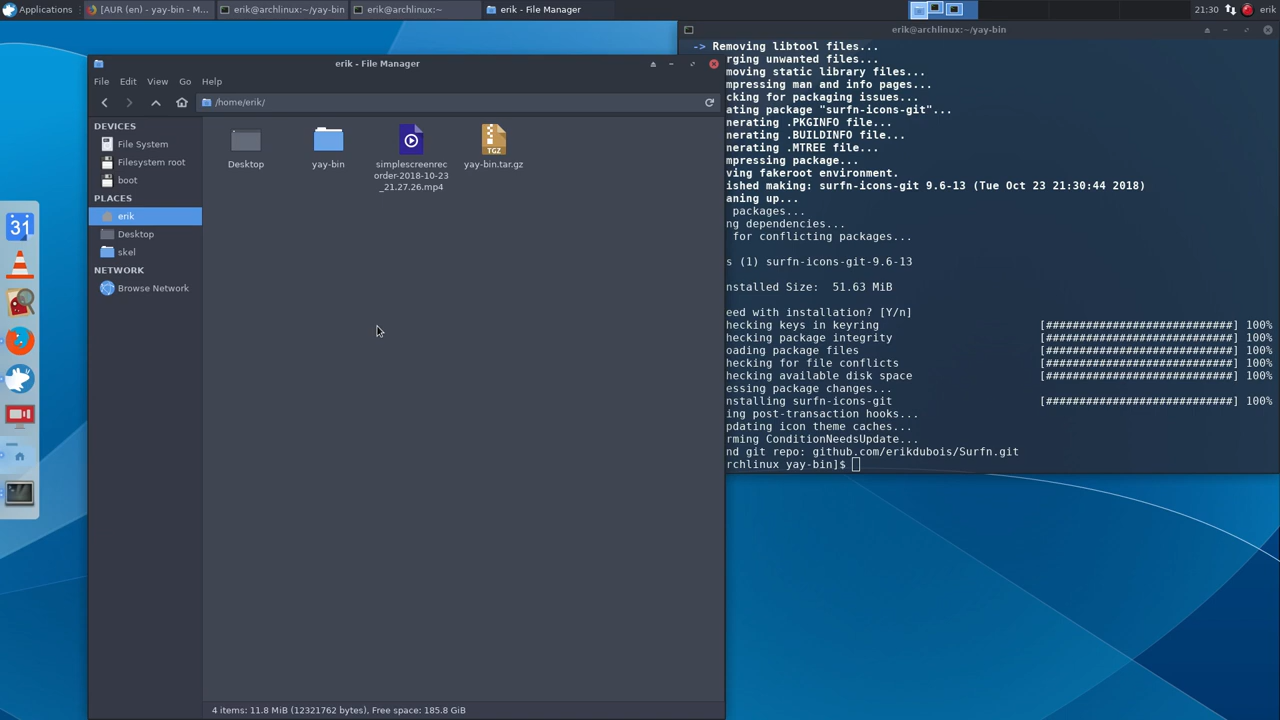 Applications
[AUR (en) - yay-bin — M...
erik@archlinux:~/yay-bin
erik@archlinux:~
erik - File Manager
21:30
erik
erik - File Manager
File Edit View Go Help
/home/erik/
DEVICES
File System
Filesystem root
boot
PLACES
erik
Desktop
skel
NETWORK
Browse Network
Desktop
yay-bin
simplescreenrec
order-2018-10-23
_21.27.26.mp4
TGZ
yay-bin.tar.gz
4 items: 11.8 MiB (12321762 bytes), Free space: 185.8 GiB
31
erik@archlinux:~/yay-bin
-> Removing libtool files...
rging unwanted files...
moving static library files...
mpressing man and info pages...
cking for packaging issues...
ating package "surfn-icons-git"...
nerating .PKGINFO file...
nerating .BUILDINFO file...
nerating .MTREE file...
mpressing package...
ving fakeroot environment.
ished making: surfn-icons-git 9.6-13 (Tue Oct 23 21:30:44 2018)
aning up...
packages...
ng dependencies...
for conflicting packages...
s (1) surfn-icons-git-9.6-13
nstalled Size:  51.63 MiB
eed with installation? [Y/n]
hecking keys in keyring [############################] 100%
hecking package integrity [############################] 100%
oading package files [############################] 100%
hecking for file conflicts [############################] 100%
hecking available disk space [############################] 100%
essing package changes...
nstalling surfn-icons-git [############################] 100%
ing post-transaction hooks...
pdating icon theme caches...
rming ConditionNeedsUpdate...
nd git repo: github.com/erikdubois/Surfn.git
rchlinux yay-bin]$